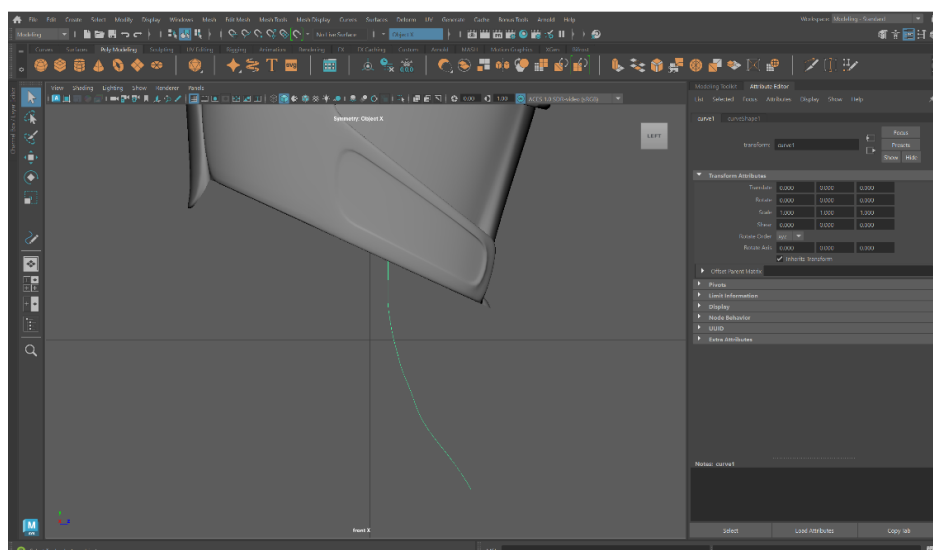 File Edit Create Select Modify Display Windows Mesh Edit Mesh Mesh Tools Mesh Display Curves Surfaces Deform UV Generate Cache Bonus Tools Arnold Help
Workspace: Modeling - Standard
Modeling
No Live Surface
Object X
Curves Surfaces Poly Modeling Sculpting UV Editing Rigging Animation Rendering FX FX Caching Custom Arnold MASH Motion Graphics XGen
View Shading Lighting Show Renderer Panels
0.00 1.00 ACES 1.0 SDR-video (sRGB)
Symmetry: Object X
LEFT
Front X
Modeling Toolkit Attribute Editor
List Selected Focus Attributes Display Show Help
curve1 curveShape1
Focus
transform: curve1
Presets
Show Hide
Transform Attributes
Translate 0.000 0.000 0.000
Rotate 0.000 0.000 0.000
Scale 1.000 1.000 1.000
Shear 0.000 0.000 0.000
Rotate Order xyz
Rotate Axis 0.000 0.000 0.000
Inherits Transform
Offset Parent Matrix
Pivots
Limit Information
Display
Node Behavior
UUID
Extra Attributes
Notes: curve1
Select Load Attributes Copy Tab